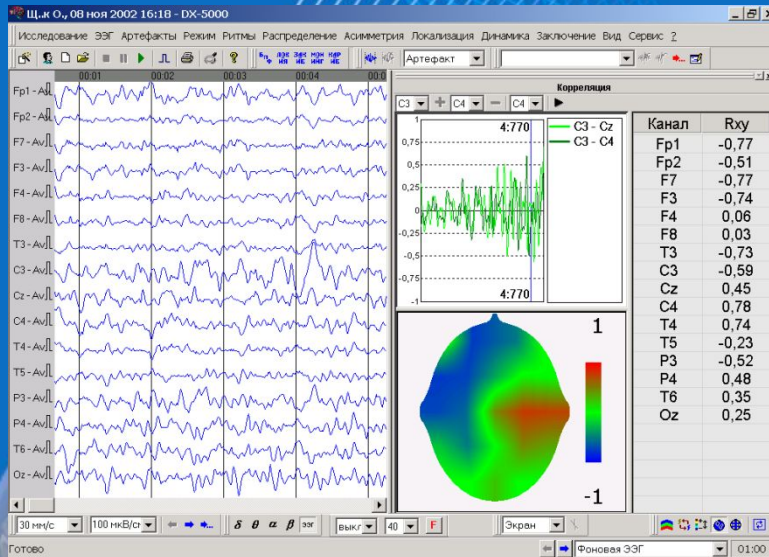 Щ..к О., 08 ноя 2002 16:18 - DX-5000
Исследование ЭЭГ Артефакты Режим Ритмы Распределение Асимметрия Локализация Динамика Заключение Вид Сервис ?
Артефакт
00:01 00:02 00:03 00:04 00:0
Fp1 - Av
Fp2 - Av
F7 - Av
F3 - Av
F4 - Av
F8 - Av
T3 - Av
C3 - Av
Cz - Av
C4 - Av
T4 - Av
T5 - Av
P3 - Av
P4 - Av
T6 - Av
Oz - Av
Корреляция
C3 C4 C4
1
0,75
0,5
0,25
0
-0,25
-0,5
-0,75
-1
4:770
4:770
C3 - Cz
C3 - C4
1
-1
Канал Rxy
Fp1 -0,77
Fp2 -0,51
F7 -0,77
F3 -0,74
F4 0,06
F8 0,03
T3 -0,73
C3 -0,59
Cz 0,45
C4 0,78
T4 0,74
T5 -0,23
P3 -0,52
P4 0,48
T6 0,35
Oz 0,25
30 мм/с 100 мкВ/см δ θ α β ээг выкл 40 F Экран
Готово Фоновая ЭЭГ 01:00